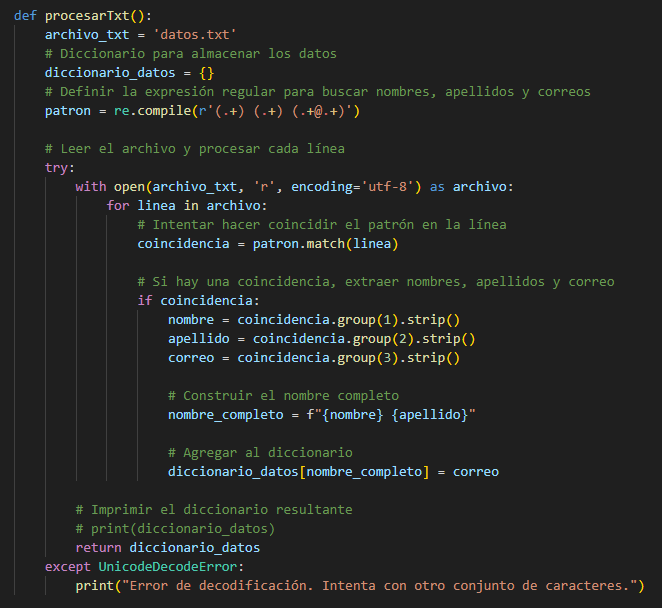 def procesarTxt():
    archivo_txt = 'datos.txt'
    # Diccionario para almacenar los datos
    diccionario_datos = {}
    # Definir la expresión regular para buscar nombres, apellidos y correos
    patron = re.compile(r'(.+) (.+) (.+@.+)')

    # Leer el archivo y procesar cada línea
    try:
        with open(archivo_txt, 'r', encoding='utf-8') as archivo:
            for linea in archivo:
                # Intentar hacer coincidir el patrón en la línea
                coincidencia = patron.match(linea)

                # Si hay una coincidencia, extraer nombres, apellidos y correo
                if coincidencia:
                    nombre = coincidencia.group(1).strip()
                    apellido = coincidencia.group(2).strip()
                    correo = coincidencia.group(3).strip()

                    # Construir el nombre completo
                    nombre_completo = f"{nombre} {apellido}"

                    # Agregar al diccionario
                    diccionario_datos[nombre_completo] = correo

        # Imprimir el diccionario resultante
        # print(diccionario_datos)
        return diccionario_datos
    except UnicodeDecodeError:
        print("Error de decodificación. Intenta con otro conjunto de caracteres.")